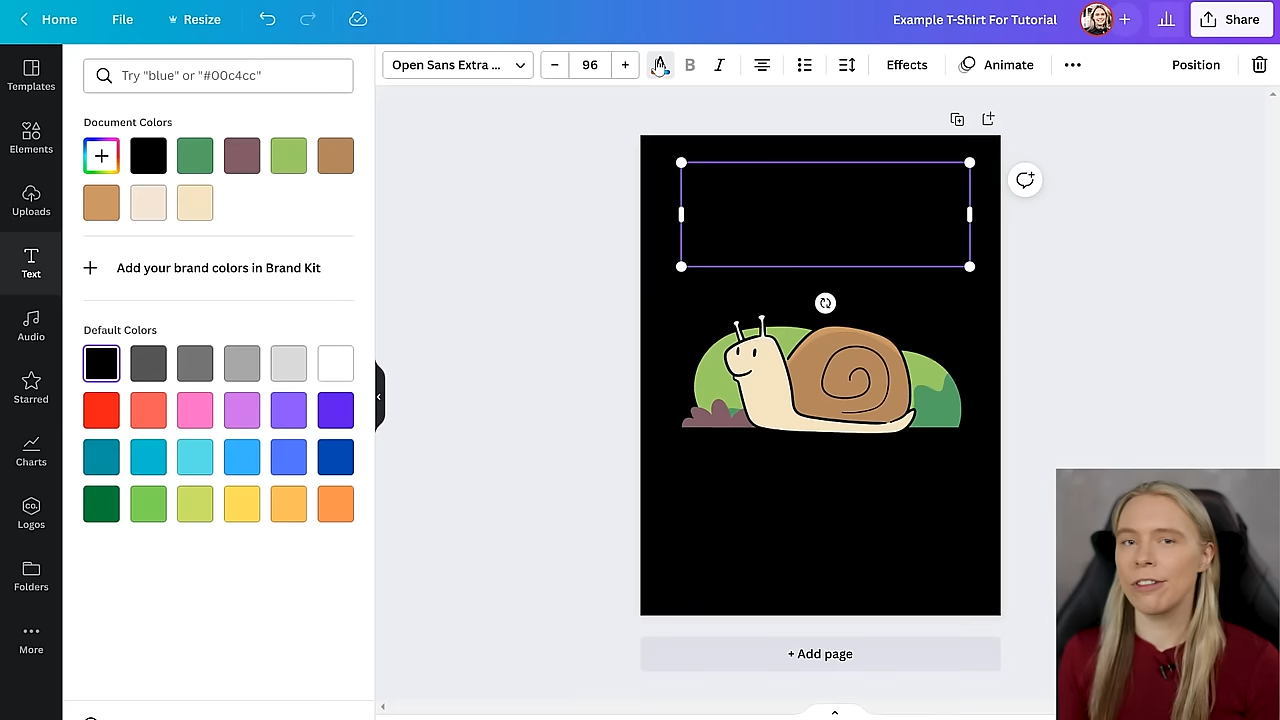 Home
File
Resize
Example T-Shirt For Tutorial
Share
Templates
Elements
Uploads
Text
Audio
Starred
Charts
CO.
Logos
Folders
More
Try "blue" or "#00c4cc"
Document Colors
Add your brand colors in Brand Kit
Default Colors
Open Sans Extra ...
96
A
B
I
Effects
Animate
Position
+ Add page